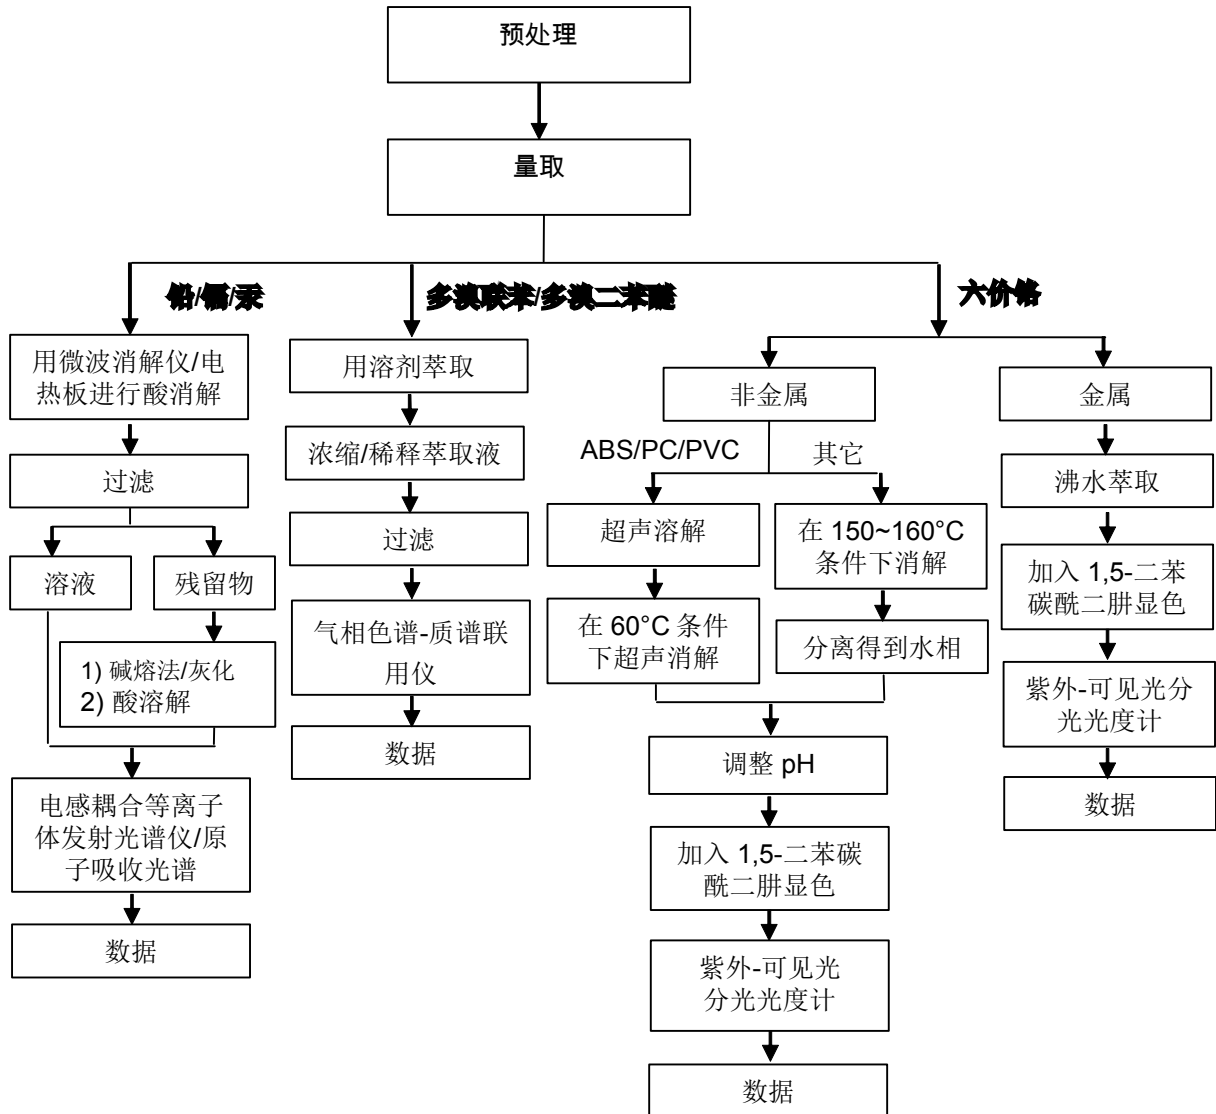 预处理
量取
铅/镉/汞
多溴联苯/多溴二苯醚
六价铬
用微波消解仪/电
热板进行酸消解
过滤
溶液
残留物
1) 碱熔法/灰化
2) 酸溶解
电感耦合等离子
体发射光谱仪/原
子吸收光谱
数据
用溶剂萃取
浓缩/稀释萃取液
过滤
气相色谱-质谱联
用仪
数据
非金属
ABS/PC/PVC
其它
超声溶解
在 60°C 条件
下超声消解
在 150~160°C
条件下消解
分离得到水相
调整 pH
加入 1,5-二苯碳
酰二肼显色
紫外-可见光
分光光度计
数据
金属
沸水萃取
加入 1,5-二苯
碳酰二肼显色
紫外-可见光分
光光度计
数据